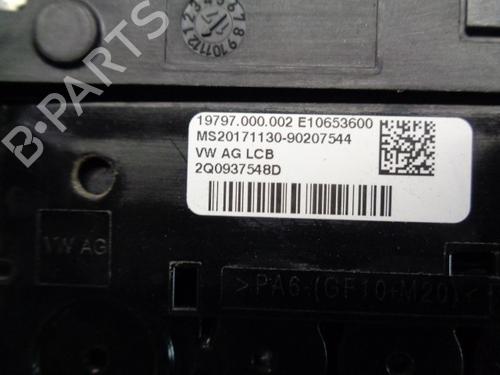 19797.000.002 E10653600
MS20171130-90207544
VW AG LCB
2Q0937548D
VW AG
>PA6-(GF10+M20)<
B-PARTS